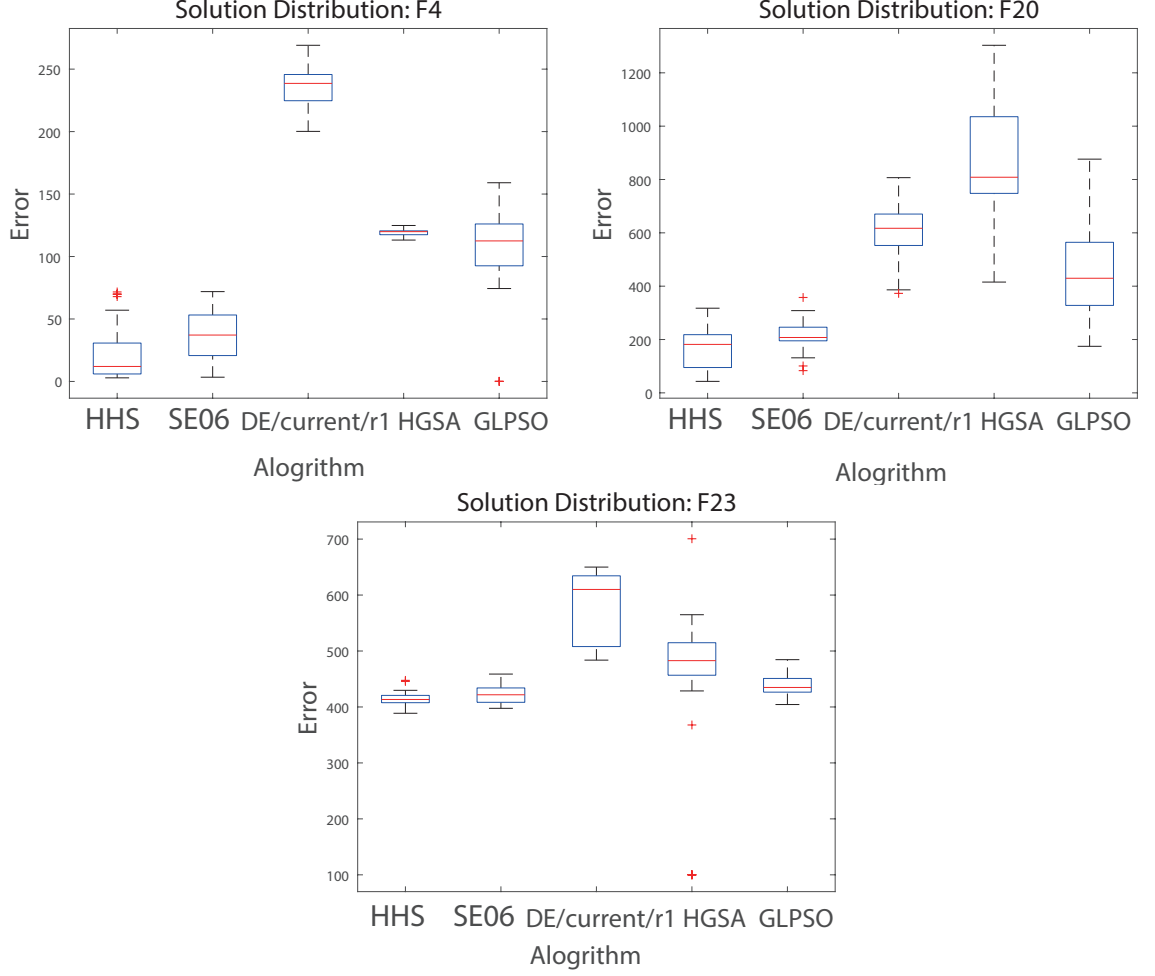 Solution Distribution: F4
250
200
150
100
50
0
Error
HHS SE06 DE/current/r1 HGSA GLPSO
Alogrithm
Solution Distribution: F20
1200
1000
800
600
400
200
0
Error
HHS SE06 DE/current/r1 HGSA GLPSO
Alogrithm
Solution Distribution: F23
700
600
500
400
300
200
100
Error
HHS SE06 DE/current/r1 HGSA GLPSO
Alogrithm